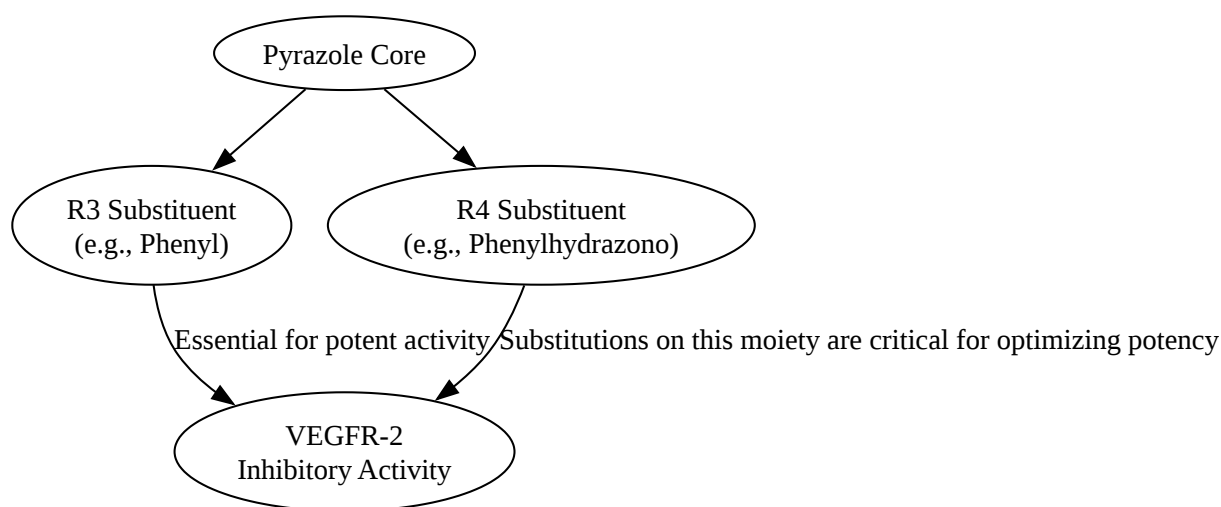 Pyrazole Core
R3 Substituent
(e.g., Phenyl)
R4 Substituent
(e.g., Phenylhydrazono)
Essential for potent activity
Substitutions on this moiety are critical for optimizing potency
VEGFR-2
Inhibitory Activity